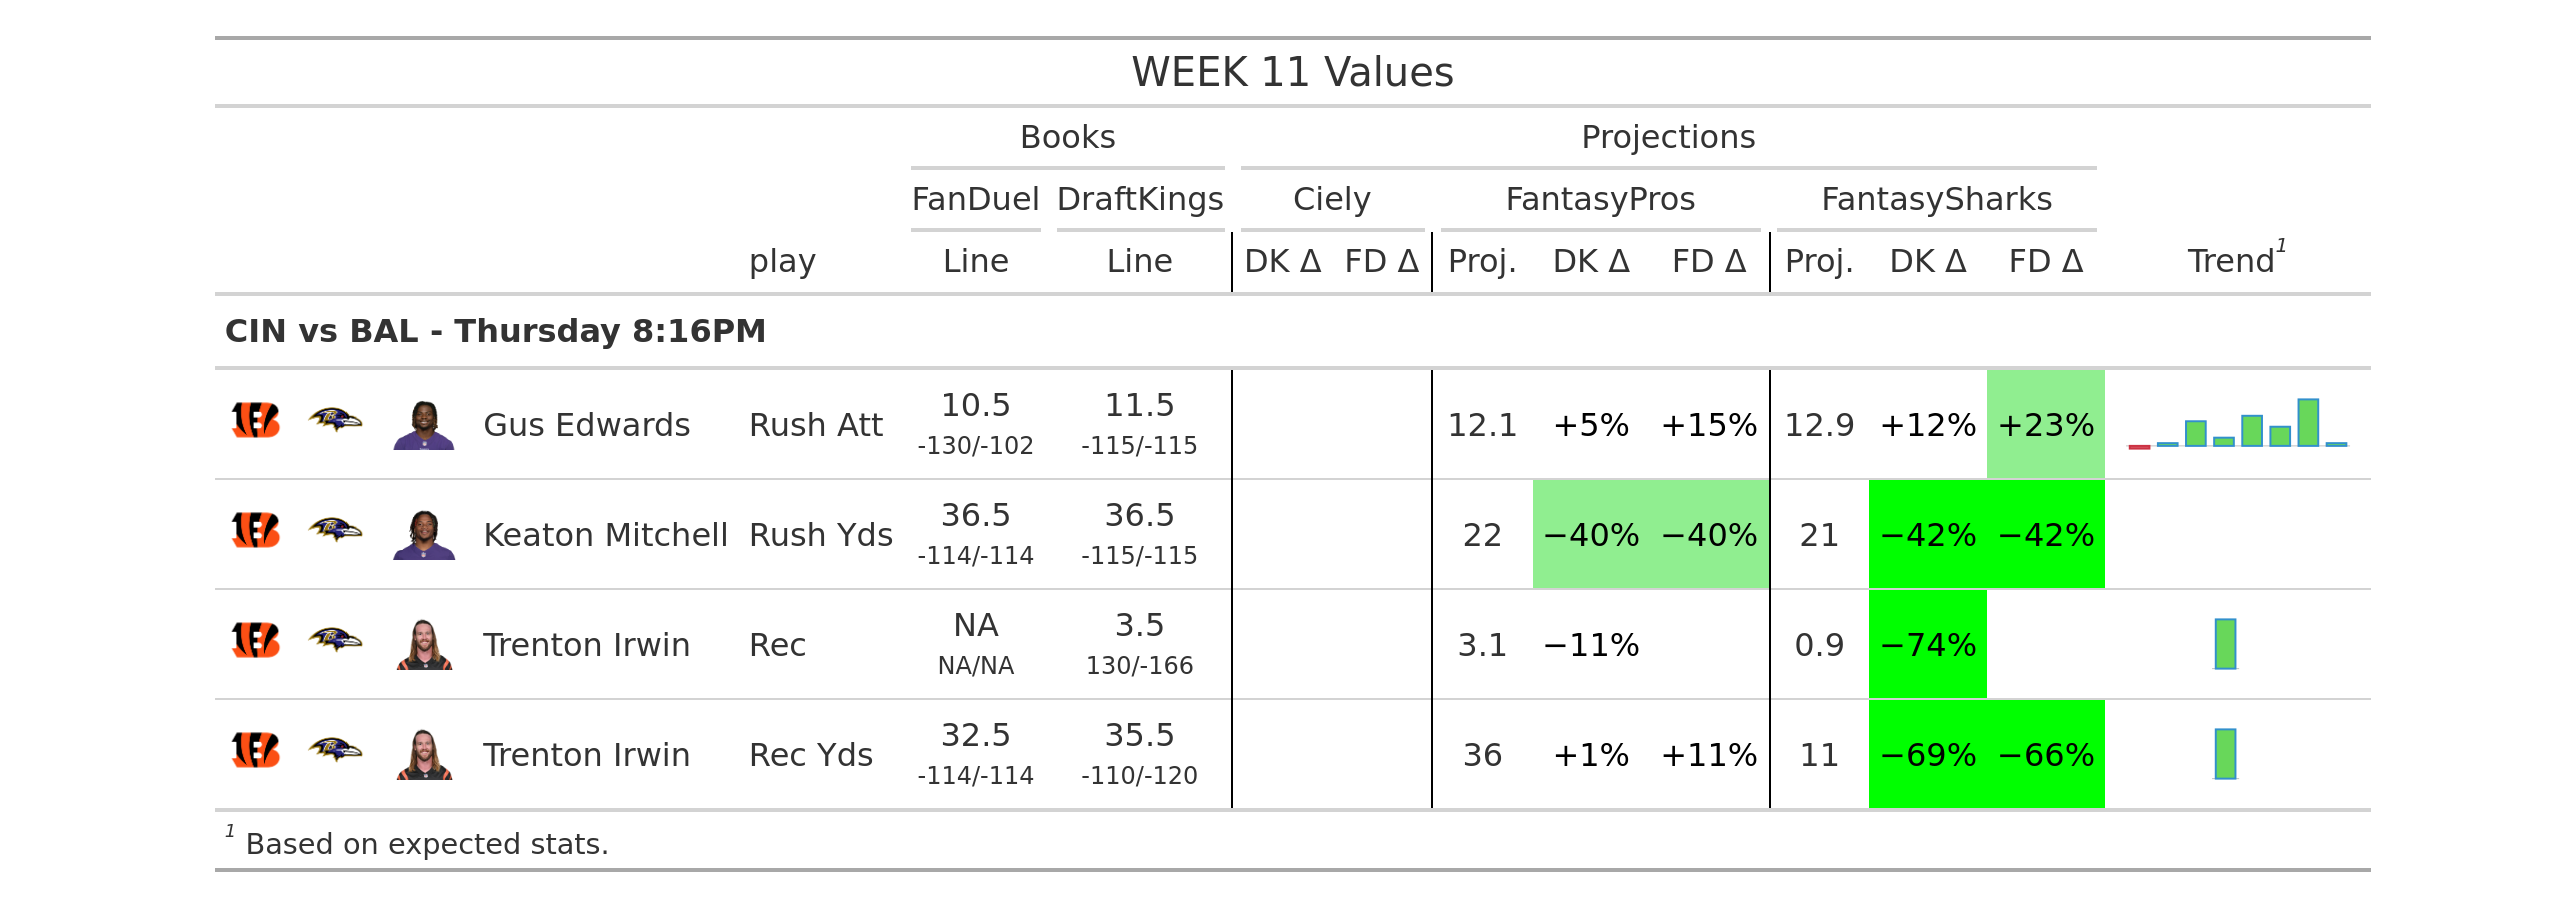 WEEK 11 Values
Books Projections
FanDuel DraftKings Ciely FantasyPros FantasySharks
play Line Line DK Δ FD Δ Proj. DK Δ FD Δ Proj. DK Δ FD Δ Trend1
CIN vs BAL - Thursday 8:16PM
Gus Edwards Rush Att 10.5 11.5 12.1 +5% +15% 12.9 +12% +23%
-130/-102 -115/-115
Keaton Mitchell Rush Yds 36.5 36.5 22 −40% −40% 21 −42% −42%
-114/-114 -115/-115
Trenton Irwin Rec NA 3.5 3.1 −11% 0.9 −74%
NA/NA 130/-166
Trenton Irwin Rec Yds 32.5 35.5 36 +1% +11% 11 −69% −66%
-114/-114 -110/-120
1 Based on expected stats.